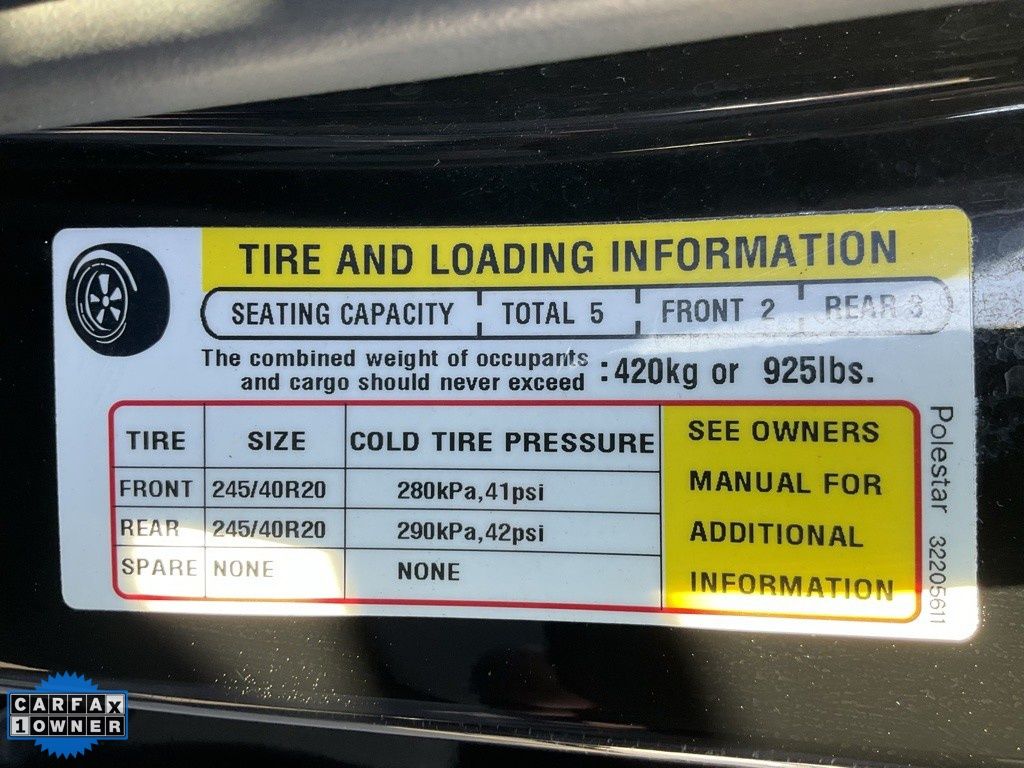 TIRE AND LOADING INFORMATION
SEATING CAPACITY TOTAL 5 FRONT 2 REAR 3
The combined weight of occupants
and cargo should never exceed :420kg or 925lbs.
TIRE SIZE COLD TIRE PRESSURE
FRONT 245/40R20 280kPa,41psi
REAR 245/40R20 290kPa,42psi
SPARE NONE NONE
SEE OWNERS
MANUAL FOR
ADDITIONAL
INFORMATION
Polestar 32205611
CARFAX
1 OWNER